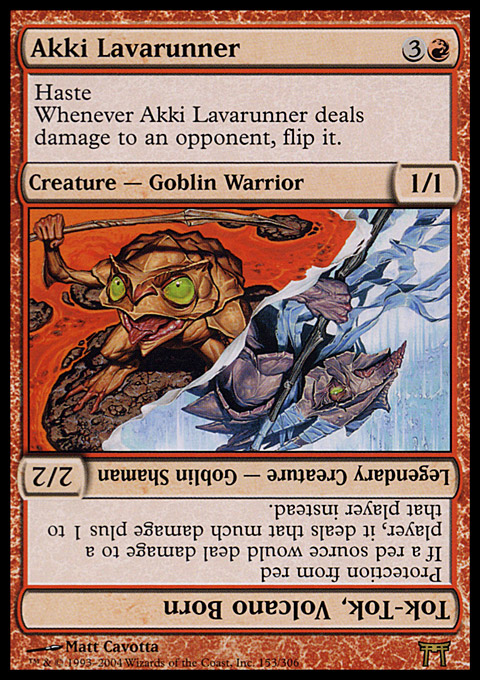 Akki Lavarunner 3
Haste
Whenever Akki Lavarunner deals
damage to an opponent, flip it.
Creature — Goblin Warrior 1/1
Tok-Tok, Volcano Born
Protection from red
If a red source would deal damage to a
player, it deals that much damage plus 1 to
that player instead.
Legendary Creature — Goblin Shaman 2/2
Matt Cavotta
™ & © 1993–2004 Wizards of the Coast, Inc. 153/306